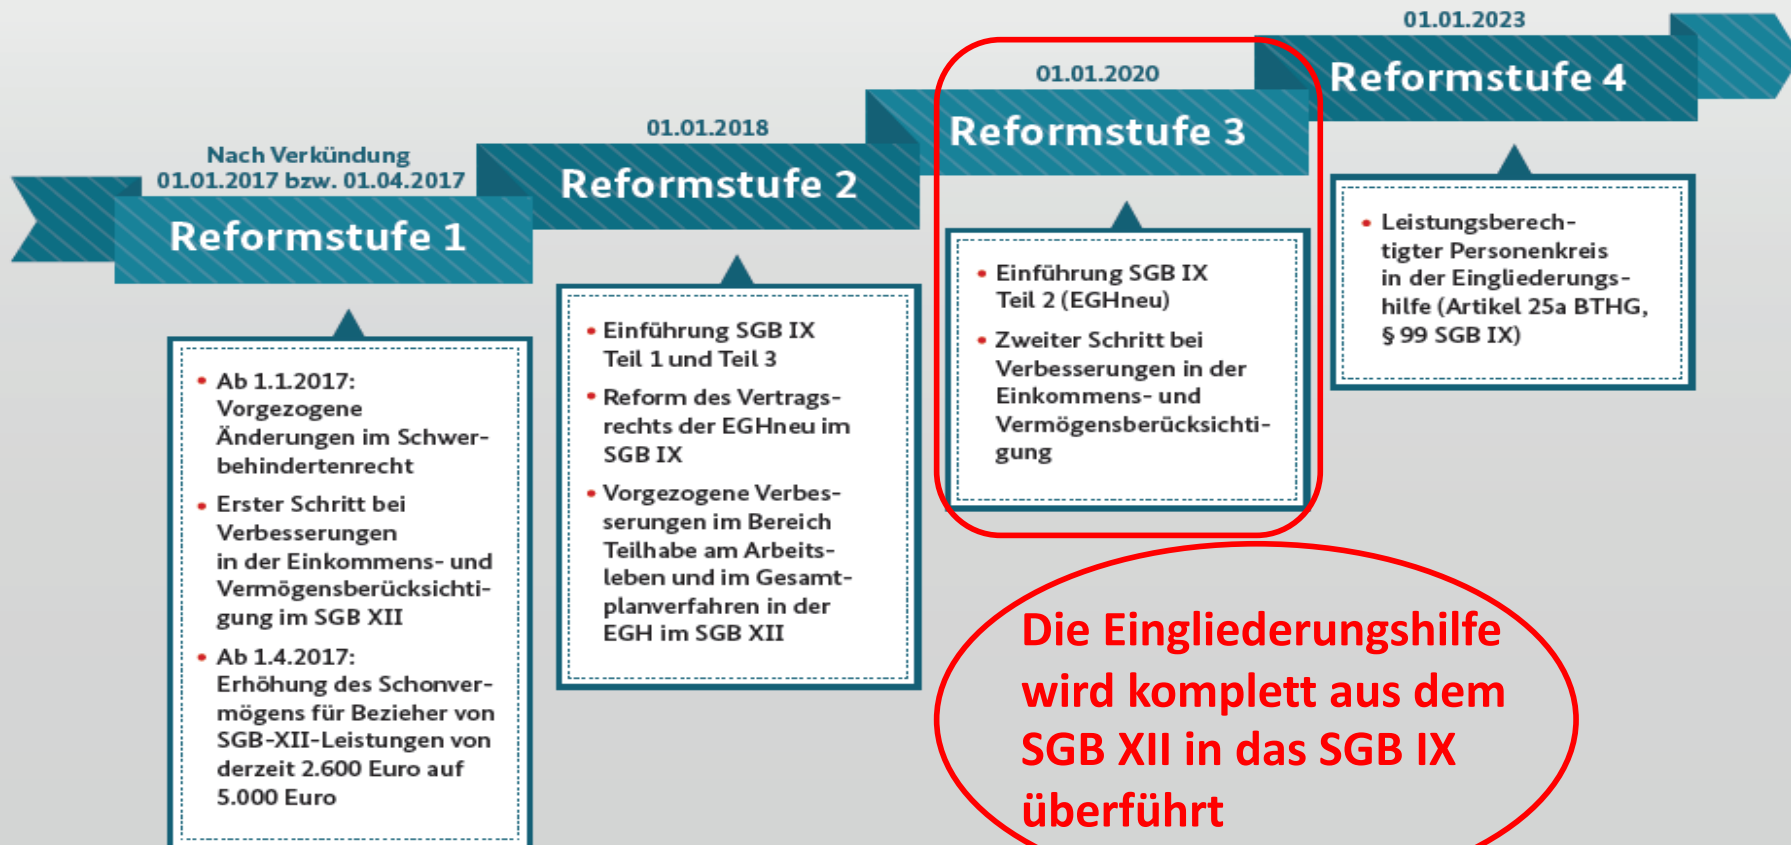 Nach Verkündung
01.01.2017 bzw. 01.04.2017
Reformstufe 1
• Ab 1.1.2017:
Vorgezogene
Änderungen im Schwer-
behindertenrecht
• Erster Schritt bei
Verbesserungen
in der Einkommens- und
Vermögensberücksichti-
gung im SGB XII
• Ab 1.4.2017:
Erhöhung des Schonver-
mögens für Bezieher von
SGB-XII-Leistungen von
derzeit 2.600 Euro auf
5.000 Euro
01.01.2018
Reformstufe 2
• Einführung SGB IX
Teil 1 und Teil 3
• Reform des Vertrags-
rechts der EGHneu im
SGB IX
• Vorgezogene Verbes-
serungen im Bereich
Teilhabe am Arbeits-
leben und im Gesamt-
planverfahren in der
EGH im SGB XII
01.01.2020
Reformstufe 3
• Einführung SGB IX
Teil 2 (EGHneu)
• Zweiter Schritt bei
Verbesserungen in der
Einkommens- und
Vermögensberücksichti-
gung
01.01.2023
Reformstufe 4
• Leistungsberech-
tigter Personenkreis
in der Eingliederungs-
hilfe (Artikel 25a BTHG,
§ 99 SGB IX)
Die Eingliederungshilfe
wird komplett aus dem
SGB XII in das SGB IX
überführt